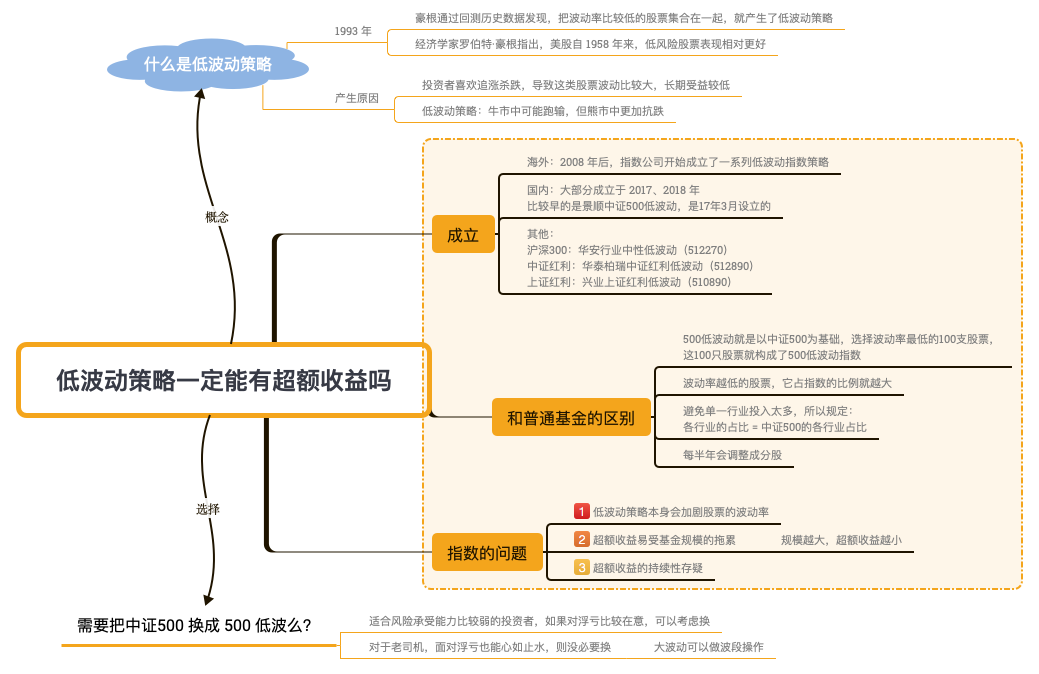 什么是低波动策略
1993 年
豪根通过回测历史数据发现，把波动率比较低的股票集合在一起，就产生了低波动策略
经济学家罗伯特·豪根指出，美股自 1958 年来，低风险股票表现相对更好
产生原因
投资者喜欢追涨杀跌，导致这类股票波动比较大，长期受益较低
低波动策略：牛市中可能跑输，但熊市中更加抗跌
概念
成立
海外：2008 年后，指数公司开始成立了一系列低波动指数策略
国内：大部分成立于 2017、2018 年
比较早的是景顺中证500低波动，是17年3月设立的
其他：
沪深300：华安行业中性低波动（512270）
中证红利：华泰柏瑞中证红利低波动（512890）
上证红利：兴业上证红利低波动（510890）
低波动策略一定能有超额收益吗
和普通基金的区别
500低波动就是以中证500为基础，选择波动率最低的100支股票，
这100只股票就构成了500低波动指数
波动率越低的股票，它占指数的比例就越大
避免单一行业投入太多，所以规定：
各行业的占比 = 中证500的各行业占比
每半年会调整成分股
选择
指数的问题
1 低波动策略本身会加剧股票的波动率
2 超额收益易受基金规模的拖累 规模越大，超额收益越小
3 超额收益的持续性存疑
需要把中证500 换成 500 低波么？
适合风险承受能力比较弱的投资者，如果对浮亏比较在意，可以考虑换
对于老司机，面对浮亏也能心如止水，则没必要换 大波动可以做波段操作